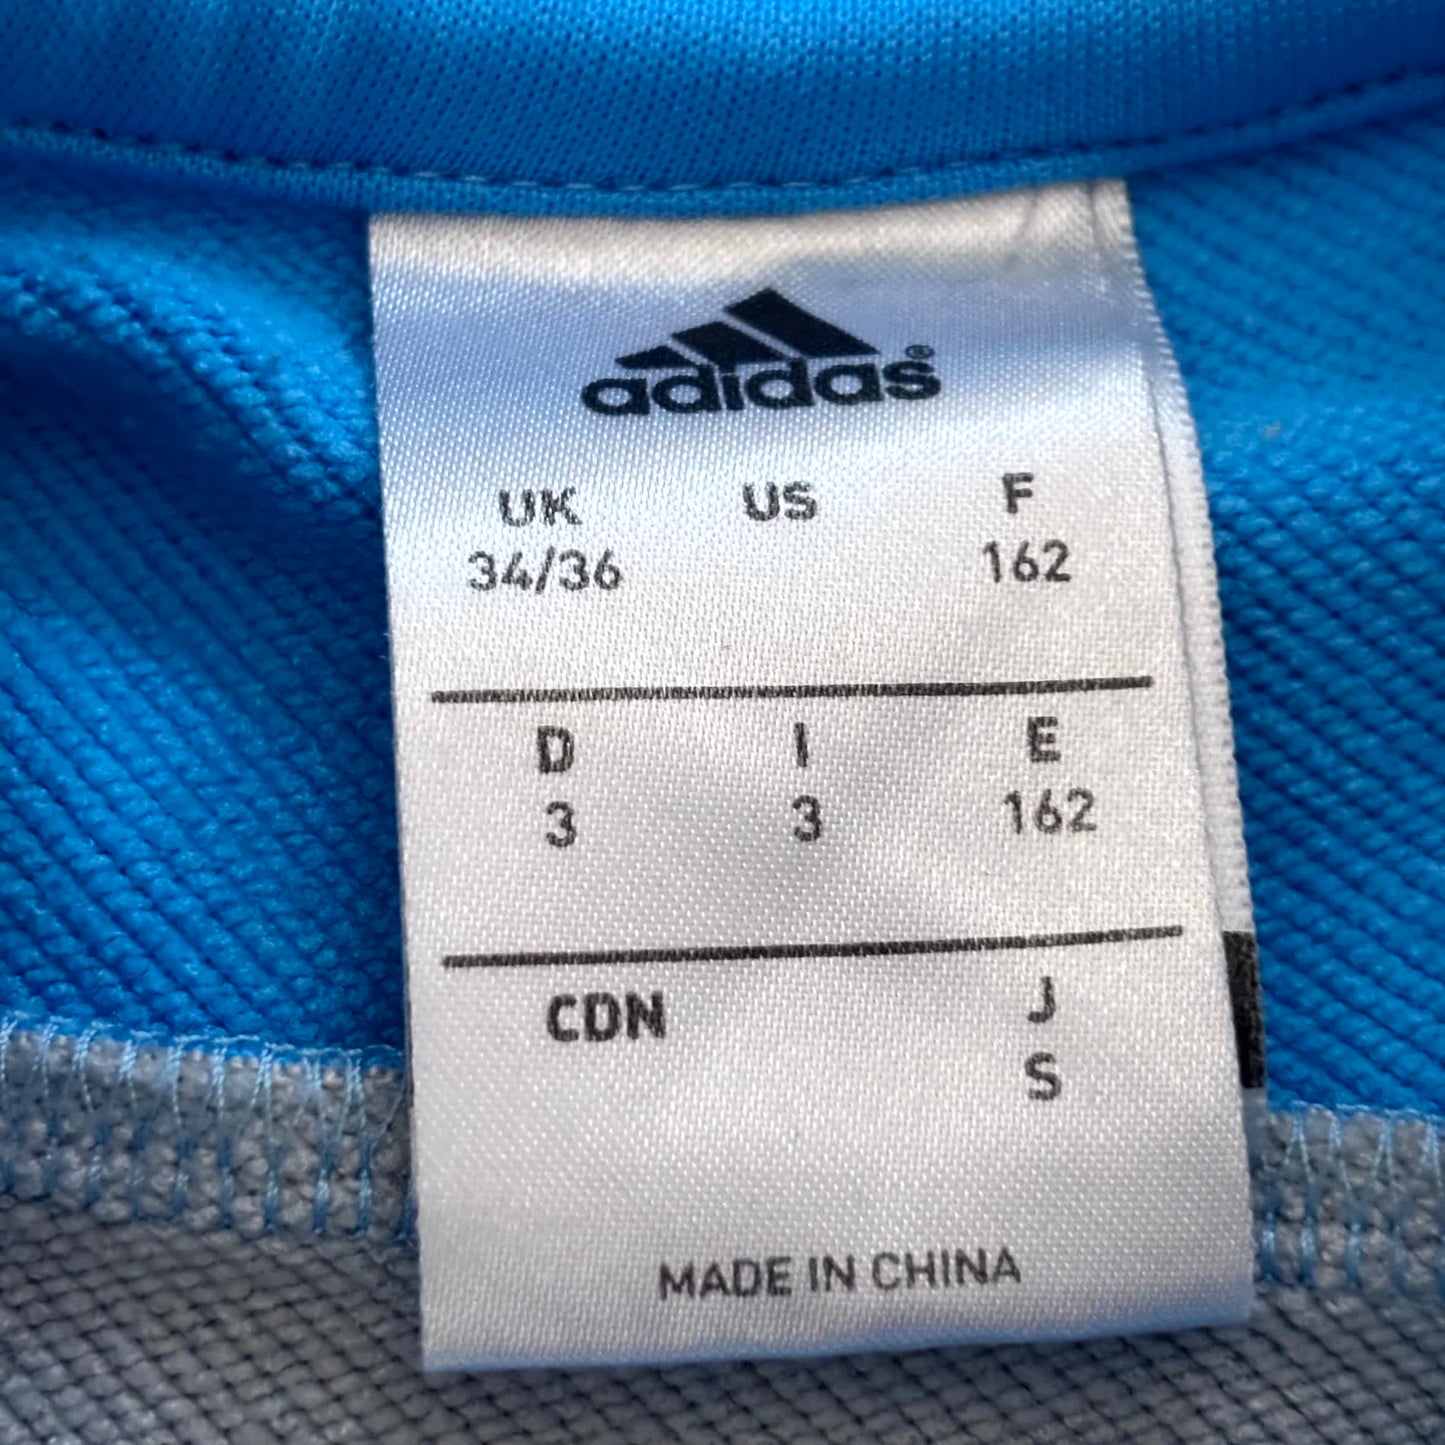 adidas®
UK US F
34/36 162
D I E
3 3 162
CDN J
S
MADE IN CHINA